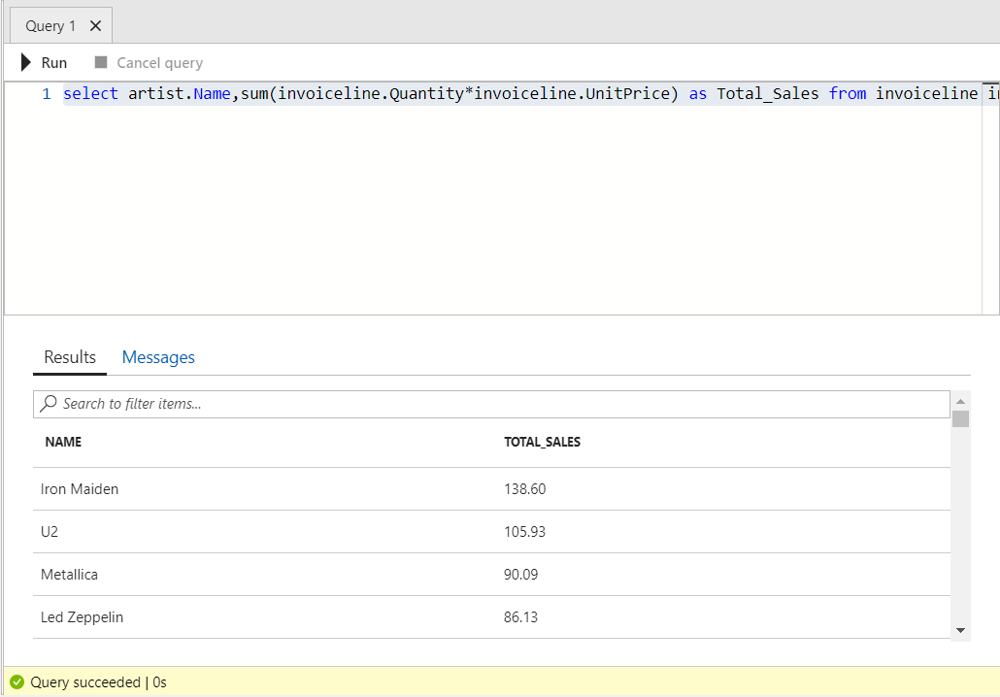 Query 1
Run Cancel query
1 select artist.Name,sum(invoiceline.Quantity*invoiceline.UnitPrice) as Total_Sales from invoiceline
Results Messages
Search to filter items...
NAME TOTAL_SALES
Iron Maiden 138.60
U2 105.93
Metallica 90.09
Led Zeppelin 86.13
Query succeeded | 0s